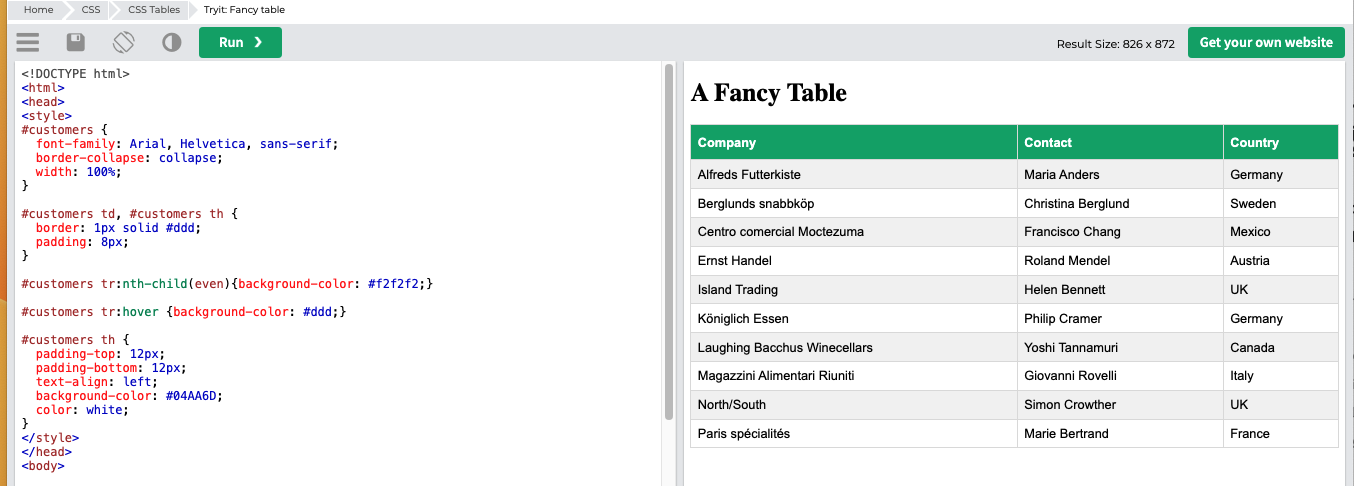 Home CSS CSS Tables Tryit: Fancy table
Run ❯ Result Size: 826 x 872 Get your own website
<!DOCTYPE html>
<html>
<head>
<style>
#customers {
  font-family: Arial, Helvetica, sans-serif;
  border-collapse: collapse;
  width: 100%;
}

#customers td, #customers th {
  border: 1px solid #ddd;
  padding: 8px;
}

#customers tr:nth-child(even){background-color: #f2f2f2;}

#customers tr:hover {background-color: #ddd;}

#customers th {
  padding-top: 12px;
  padding-bottom: 12px;
  text-align: left;
  background-color: #04AA6D;
  color: white;
}
</style>
</head>
<body>
A Fancy Table
Company Contact Country
Alfreds Futterkiste Maria Anders Germany
Berglunds snabbköp Christina Berglund Sweden
Centro comercial Moctezuma Francisco Chang Mexico
Ernst Handel Roland Mendel Austria
Island Trading Helen Bennett UK
Königlich Essen Philip Cramer Germany
Laughing Bacchus Winecellars Yoshi Tannamuri Canada
Magazzini Alimentari Riuniti Giovanni Rovelli Italy
North/South Simon Crowther UK
Paris spécialités Marie Bertrand France